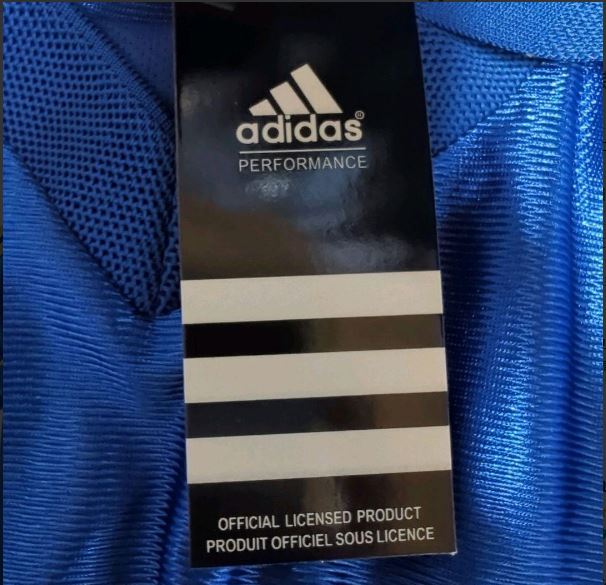 adidas®
PERFORMANCE
OFFICIAL LICENSED PRODUCT
PRODUIT OFFICIEL SOUS LICENCE